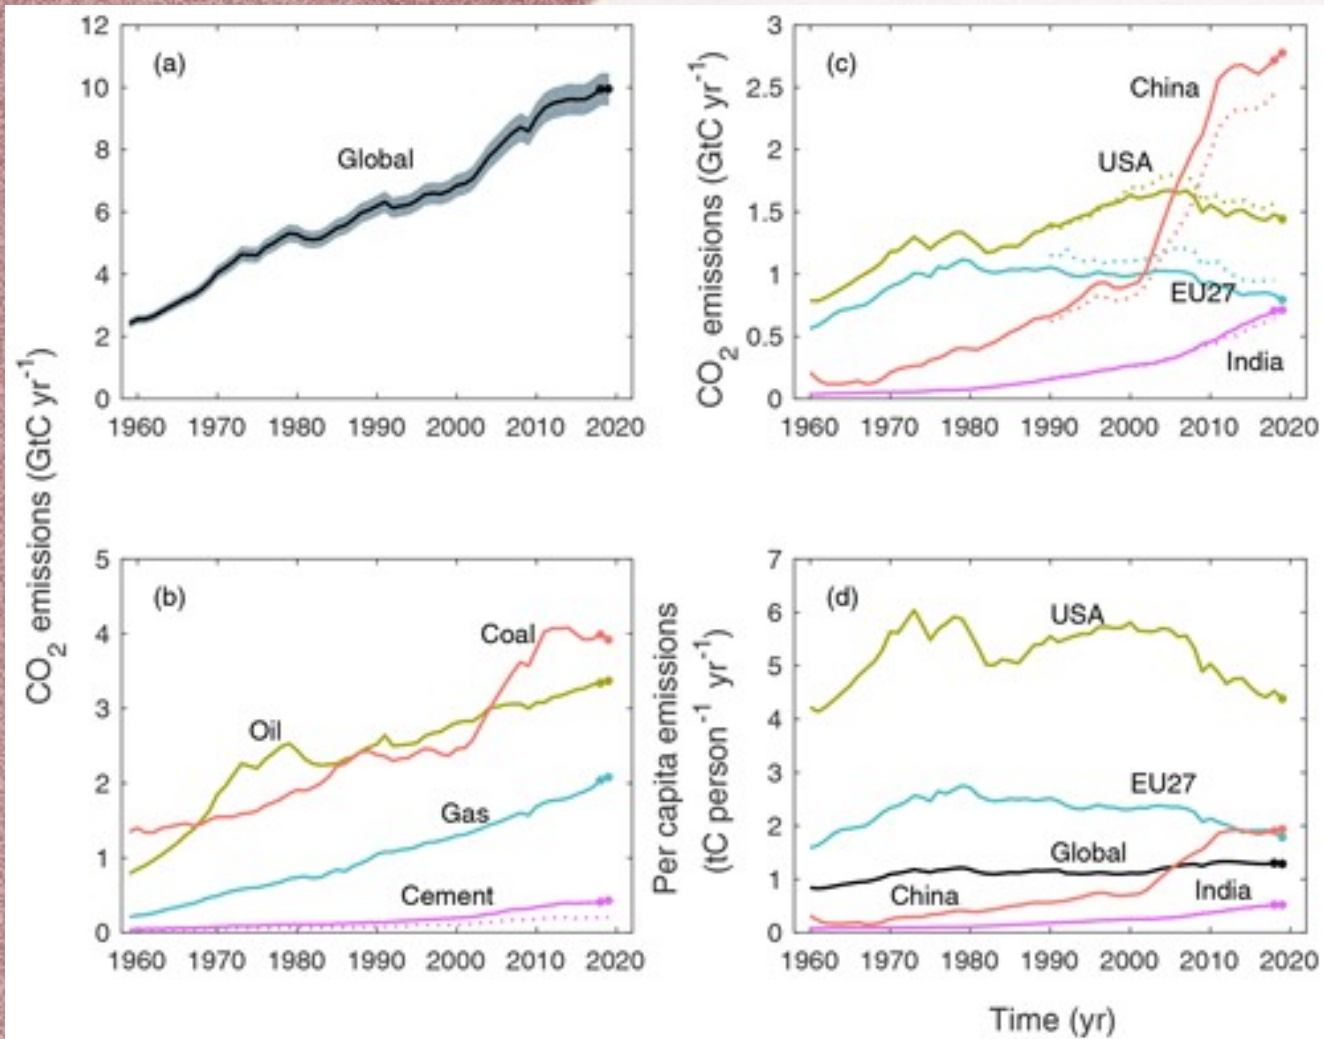 CO2 emissions (GtC yr-1)
(a)
Global
12
10
8
6
4
2
0
1960 1970 1980 1990 2000 2010 2020
CO2 emissions (GtC yr-1)
(c)
China
USA
EU27
India
3
2.5
2
1.5
1
0.5
0
1960 1970 1980 1990 2000 2010 2020
(b)
Coal
Oil
Gas
Cement
5
4
3
2
1
0
1960 1970 1980 1990 2000 2010 2020
Per capita emissions
(tC person-1 yr-1)
(d)
USA
EU27
Global
China
India
7
6
5
4
3
2
1
0
1960 1970 1980 1990 2000 2010 2020
Time (yr)